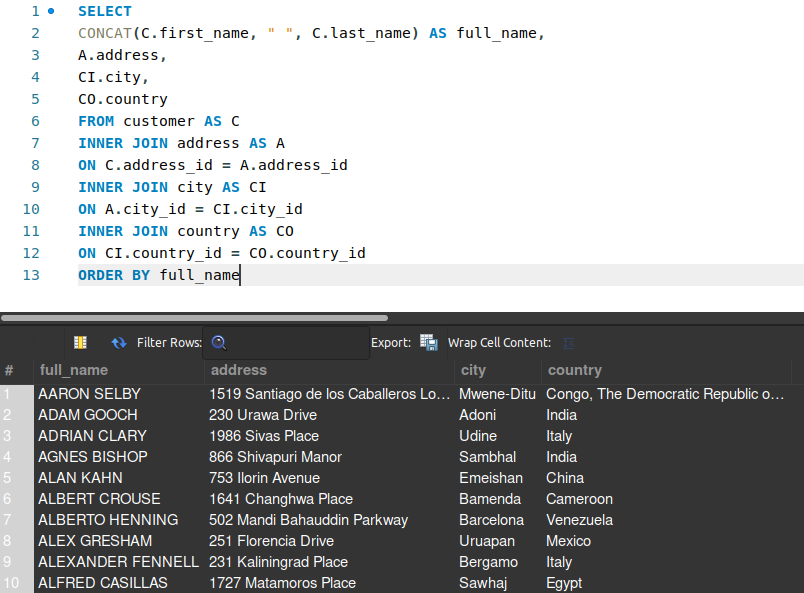 1 SELECT
2 CONCAT(C.first_name, " ", C.last_name) AS full_name,
3 A.address,
4 CI.city,
5 CO.country
6 FROM customer AS C
7 INNER JOIN address AS A
8 ON C.address_id = A.address_id
9 INNER JOIN city AS CI
10 ON A.city_id = CI.city_id
11 INNER JOIN country AS CO
12 ON CI.country_id = CO.country_id
13 ORDER BY full_name
Filter Rows: Export: Wrap Cell Content:
# full_name address city country
1 AARON SELBY 1519 Santiago de los Caballeros Lo... Mwene-Ditu Congo, The Democratic Republic o...
2 ADAM GOOCH 230 Urawa Drive Adoni India
3 ADRIAN CLARY 1986 Sivas Place Udine Italy
4 AGNES BISHOP 866 Shivapuri Manor Sambhal India
5 ALAN KAHN 753 Ilorin Avenue Emeishan China
6 ALBERT CROUSE 1641 Changhwa Place Bamenda Cameroon
7 ALBERTO HENNING 502 Mandi Bahauddin Parkway Barcelona Venezuela
8 ALEX GRESHAM 251 Florencia Drive Uruapan Mexico
9 ALEXANDER FENNELL 231 Kaliningrad Place Bergamo Italy
10 ALFRED CASILLAS 1727 Matamoros Place Sawhaj Egypt